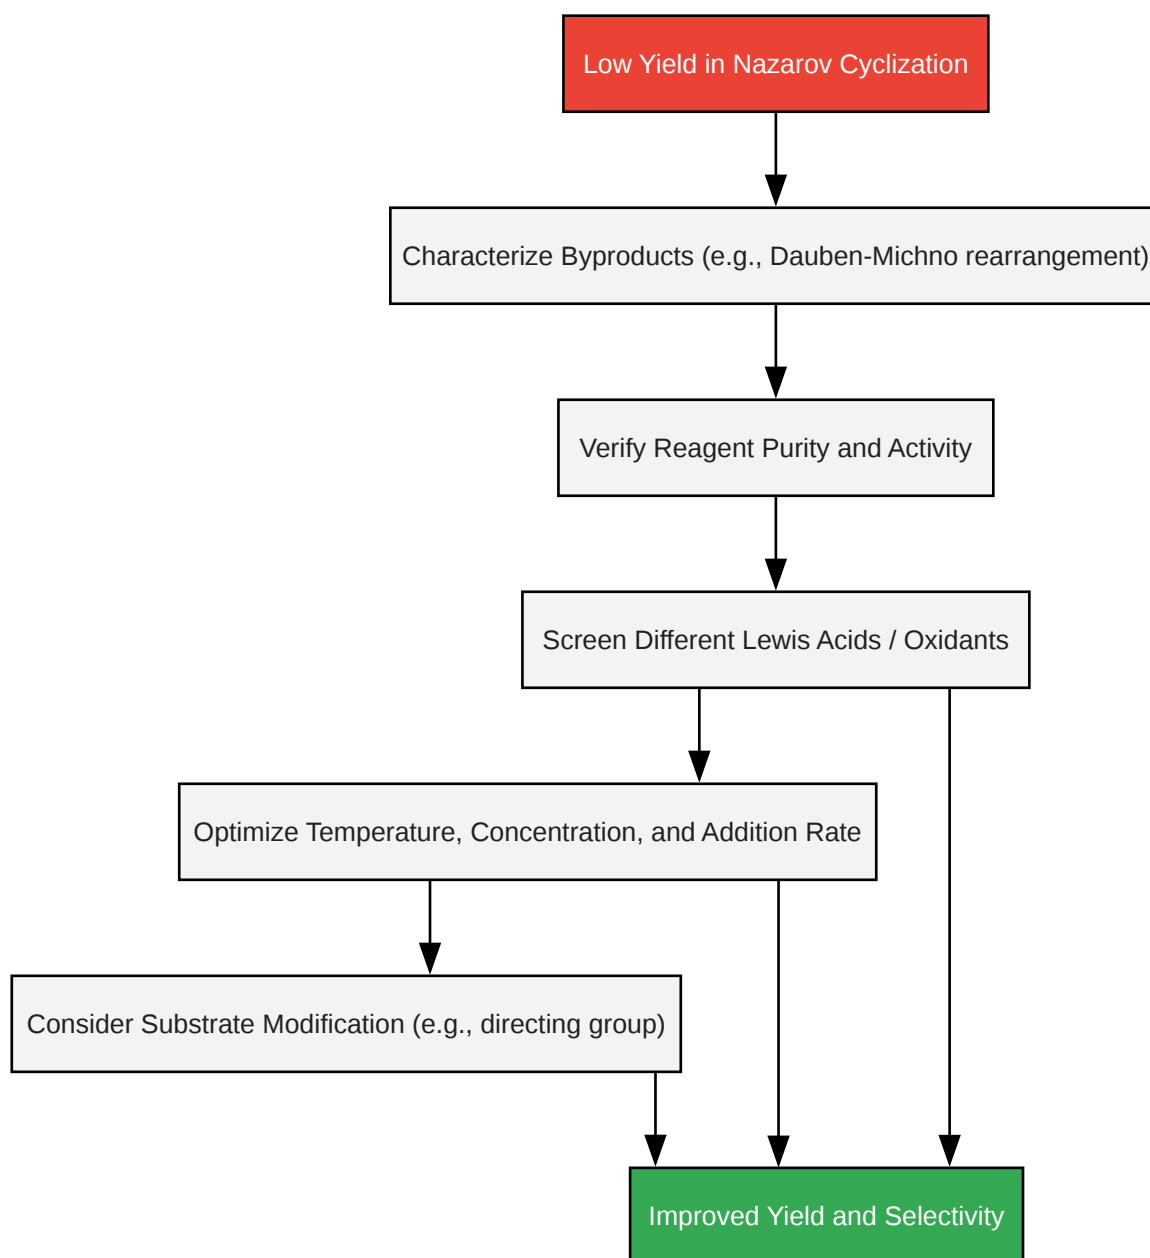 Low Yield in Nazarov Cyclization
Characterize Byproducts (e.g., Dauben-Michno rearrangement)
Verify Reagent Purity and Activity
Screen Different Lewis Acids / Oxidants
Optimize Temperature, Concentration, and Addition Rate
Consider Substrate Modification (e.g., directing group)
Improved Yield and Selectivity